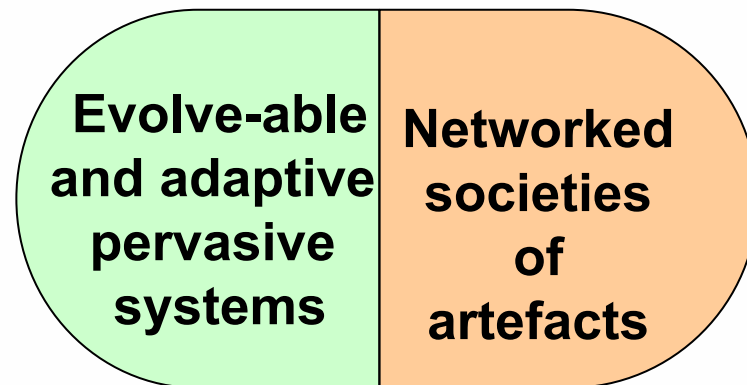 Evolve-able
and adaptive
pervasive
systems
Networked
societies
of
artefacts